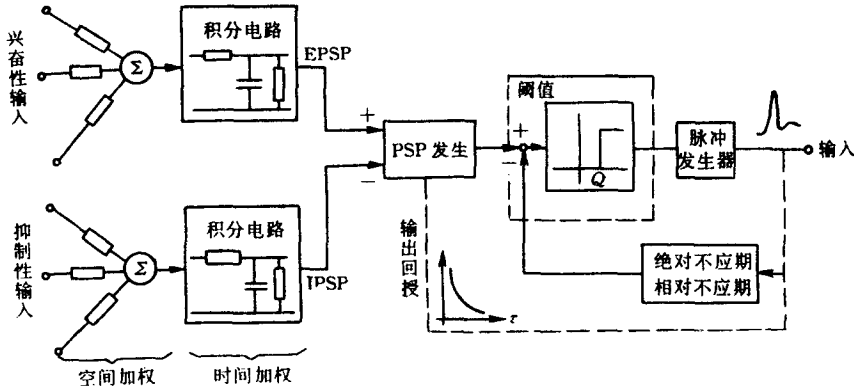 兴奋性输入
Σ
积分电路
EPSP
+
−
PSP 发生
阈值
+
−
Q
脉冲
发生器
输入
抑制性输入
Σ
积分电路
IPSP
输出回授
τ
绝对不应期
相对不应期
空间加权
时间加权